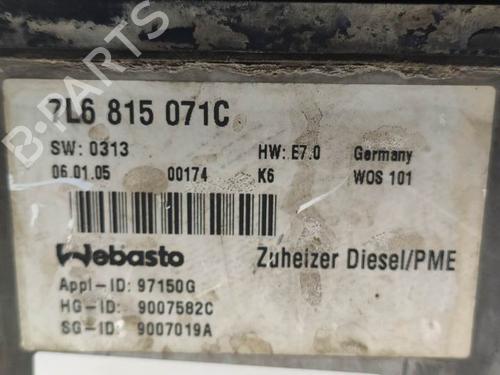 7L6 815 071C
SW: 0313 HW: E7.0 Germany
06.01.05 00174 K6 WOS 101
Webasto Zuheizer Diesel/PME
Appl-ID: 97150G
HG-ID: 9007582C
SG-ID: 9007019A
B-PARTS